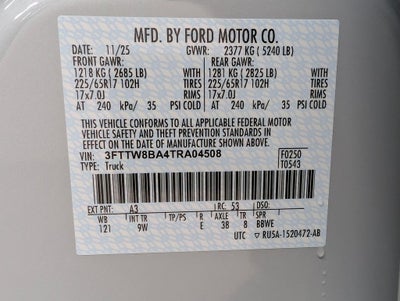 MFD. BY FORD MOTOR CO.
DATE: 11/25 GVWR: 2377 KG ( 5240 LB)
FRONT GAWR: REAR GAWR:
1218 KG ( 2685 LB) WITH 1281 KG ( 2825 LB) WITH
225/65R17 102H TIRES 225/65R17 102H TIRES
17x7.0J RIMS 17x7.0J RIMS
AT 240 kPa/ 35 PSI COLD AT 240 kPa/ 35 PSI COLD
THIS VEHICLE CONFORMS TO ALL APPLICABLE FEDERAL MOTOR
VEHICLE SAFETY AND THEFT PREVENTION STANDARDS IN
EFFECT ON THE DATE OF MANUFACTURE SHOWN ABOVE.
VIN: 3FTTW8BA4TRA04508 F0250
TYPE: Truck T0543
EXT PNT: A3 RC: 53 DSO:
WB INT TR TP/PS R AXLE TR SPR
121 9W E 3B 8 BBWE
UTC ▽ RU5A-1520472-AB